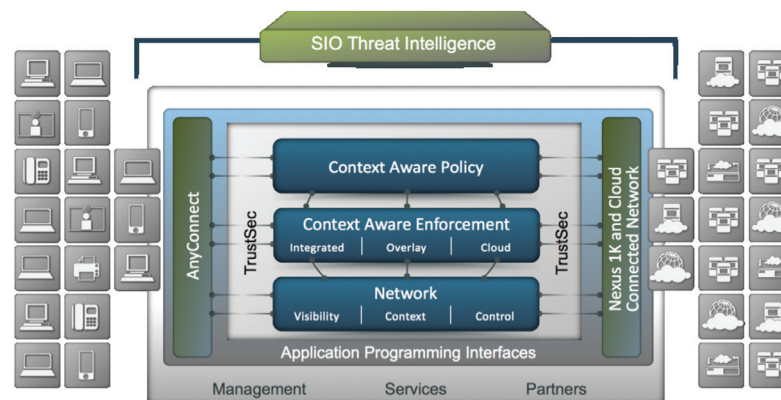 SIO Threat Intelligence
AnyConnect
TrustSec
Context Aware Policy
Context Aware Enforcement
Integrated | Overlay | Cloud
Network
Visibility | Context | Control
TrustSec
Nexus 1K and Cloud
Connected Network
Application Programming Interfaces
Management Services Partners